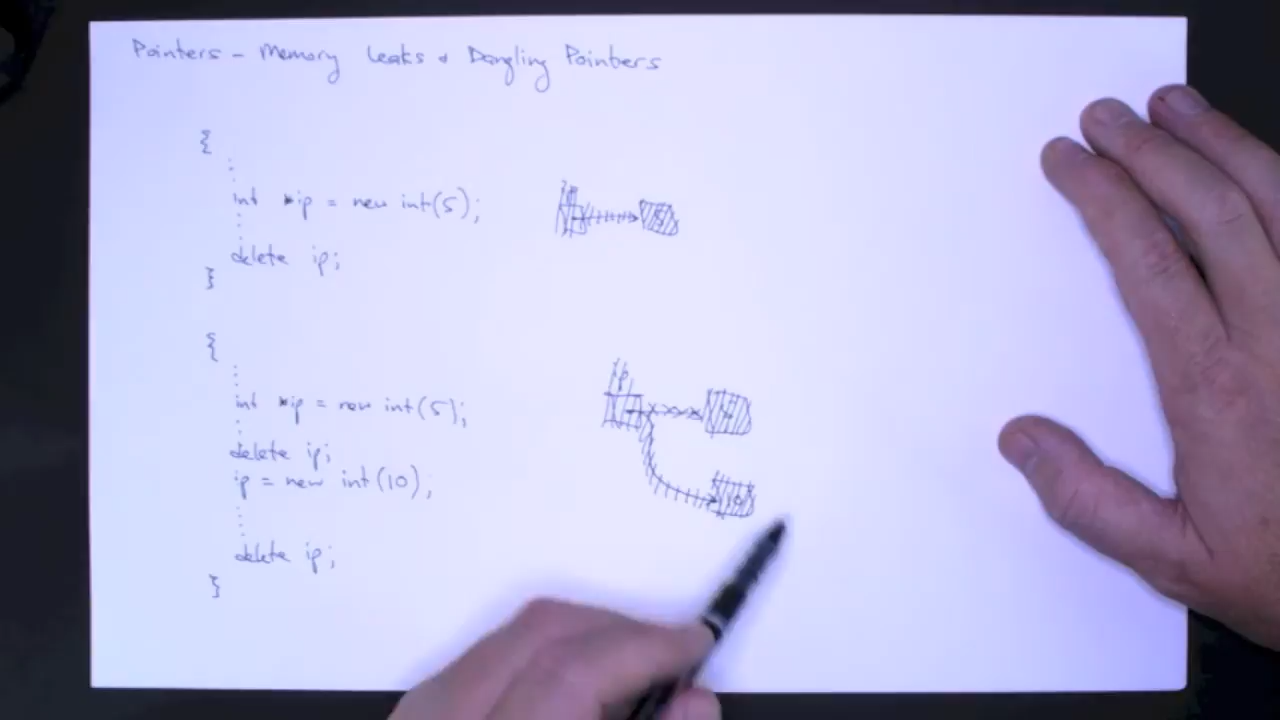 Pointers - Memory Leaks & Dangling Pointers
{
int *ip = new int(5);
delete ip;
}
{
int *ip = new int(5);
delete ip;
ip = new int(10);
delete ip;
}
ip